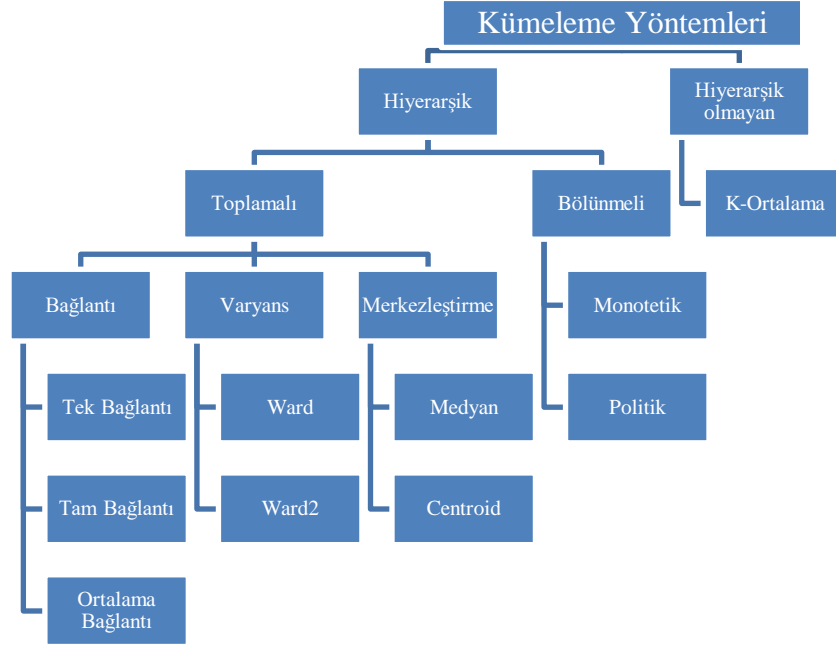 Kümeleme Yöntemleri
Hiyerarşik
Hiyerarşik
olmayan
Toplamalı
Bölünmeli
K-Ortalama
Bağlantı
Varyans
Merkezleştirme
Monotetik
Tek Bağlantı
Ward
Medyan
Politik
Tam Bağlantı
Ward2
Centroid
Ortalama
Bağlantı